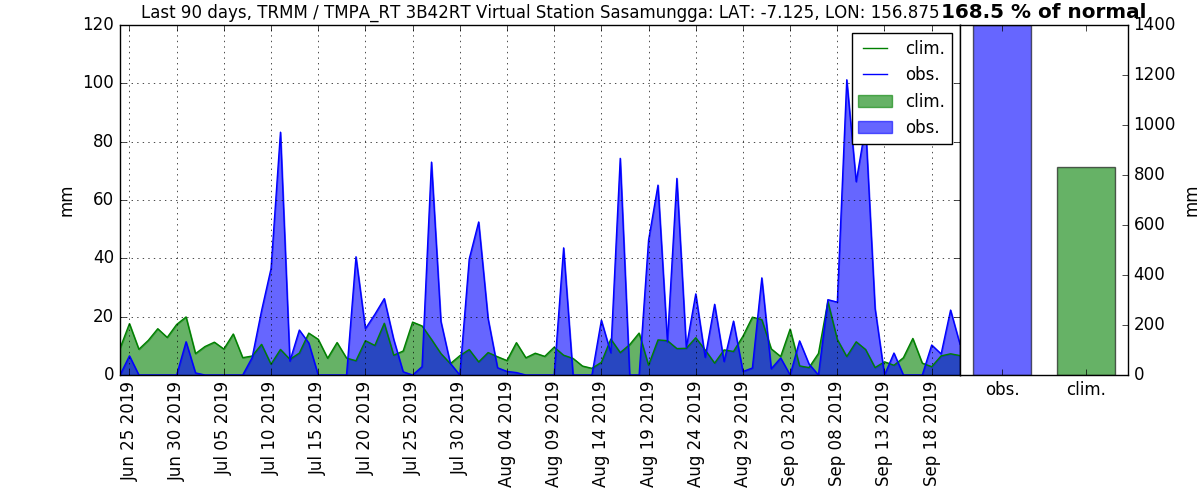 Last 90 days, TRMM / TMPA_RT 3B42RT Virtual Station Sasamungga: LAT: -7.125, LON: 156.875
168.5 % of normal
120
100
80
60
40
20
0
mm
clim.
obs.
clim.
obs.
1400
1200
1000
800
600
400
200
0
mm
obs.
clim.
Jun 25 2019
Jun 30 2019
Jul 05 2019
Jul 10 2019
Jul 15 2019
Jul 20 2019
Jul 25 2019
Jul 30 2019
Aug 04 2019
Aug 09 2019
Aug 14 2019
Aug 19 2019
Aug 24 2019
Aug 29 2019
Sep 03 2019
Sep 08 2019
Sep 13 2019
Sep 18 2019